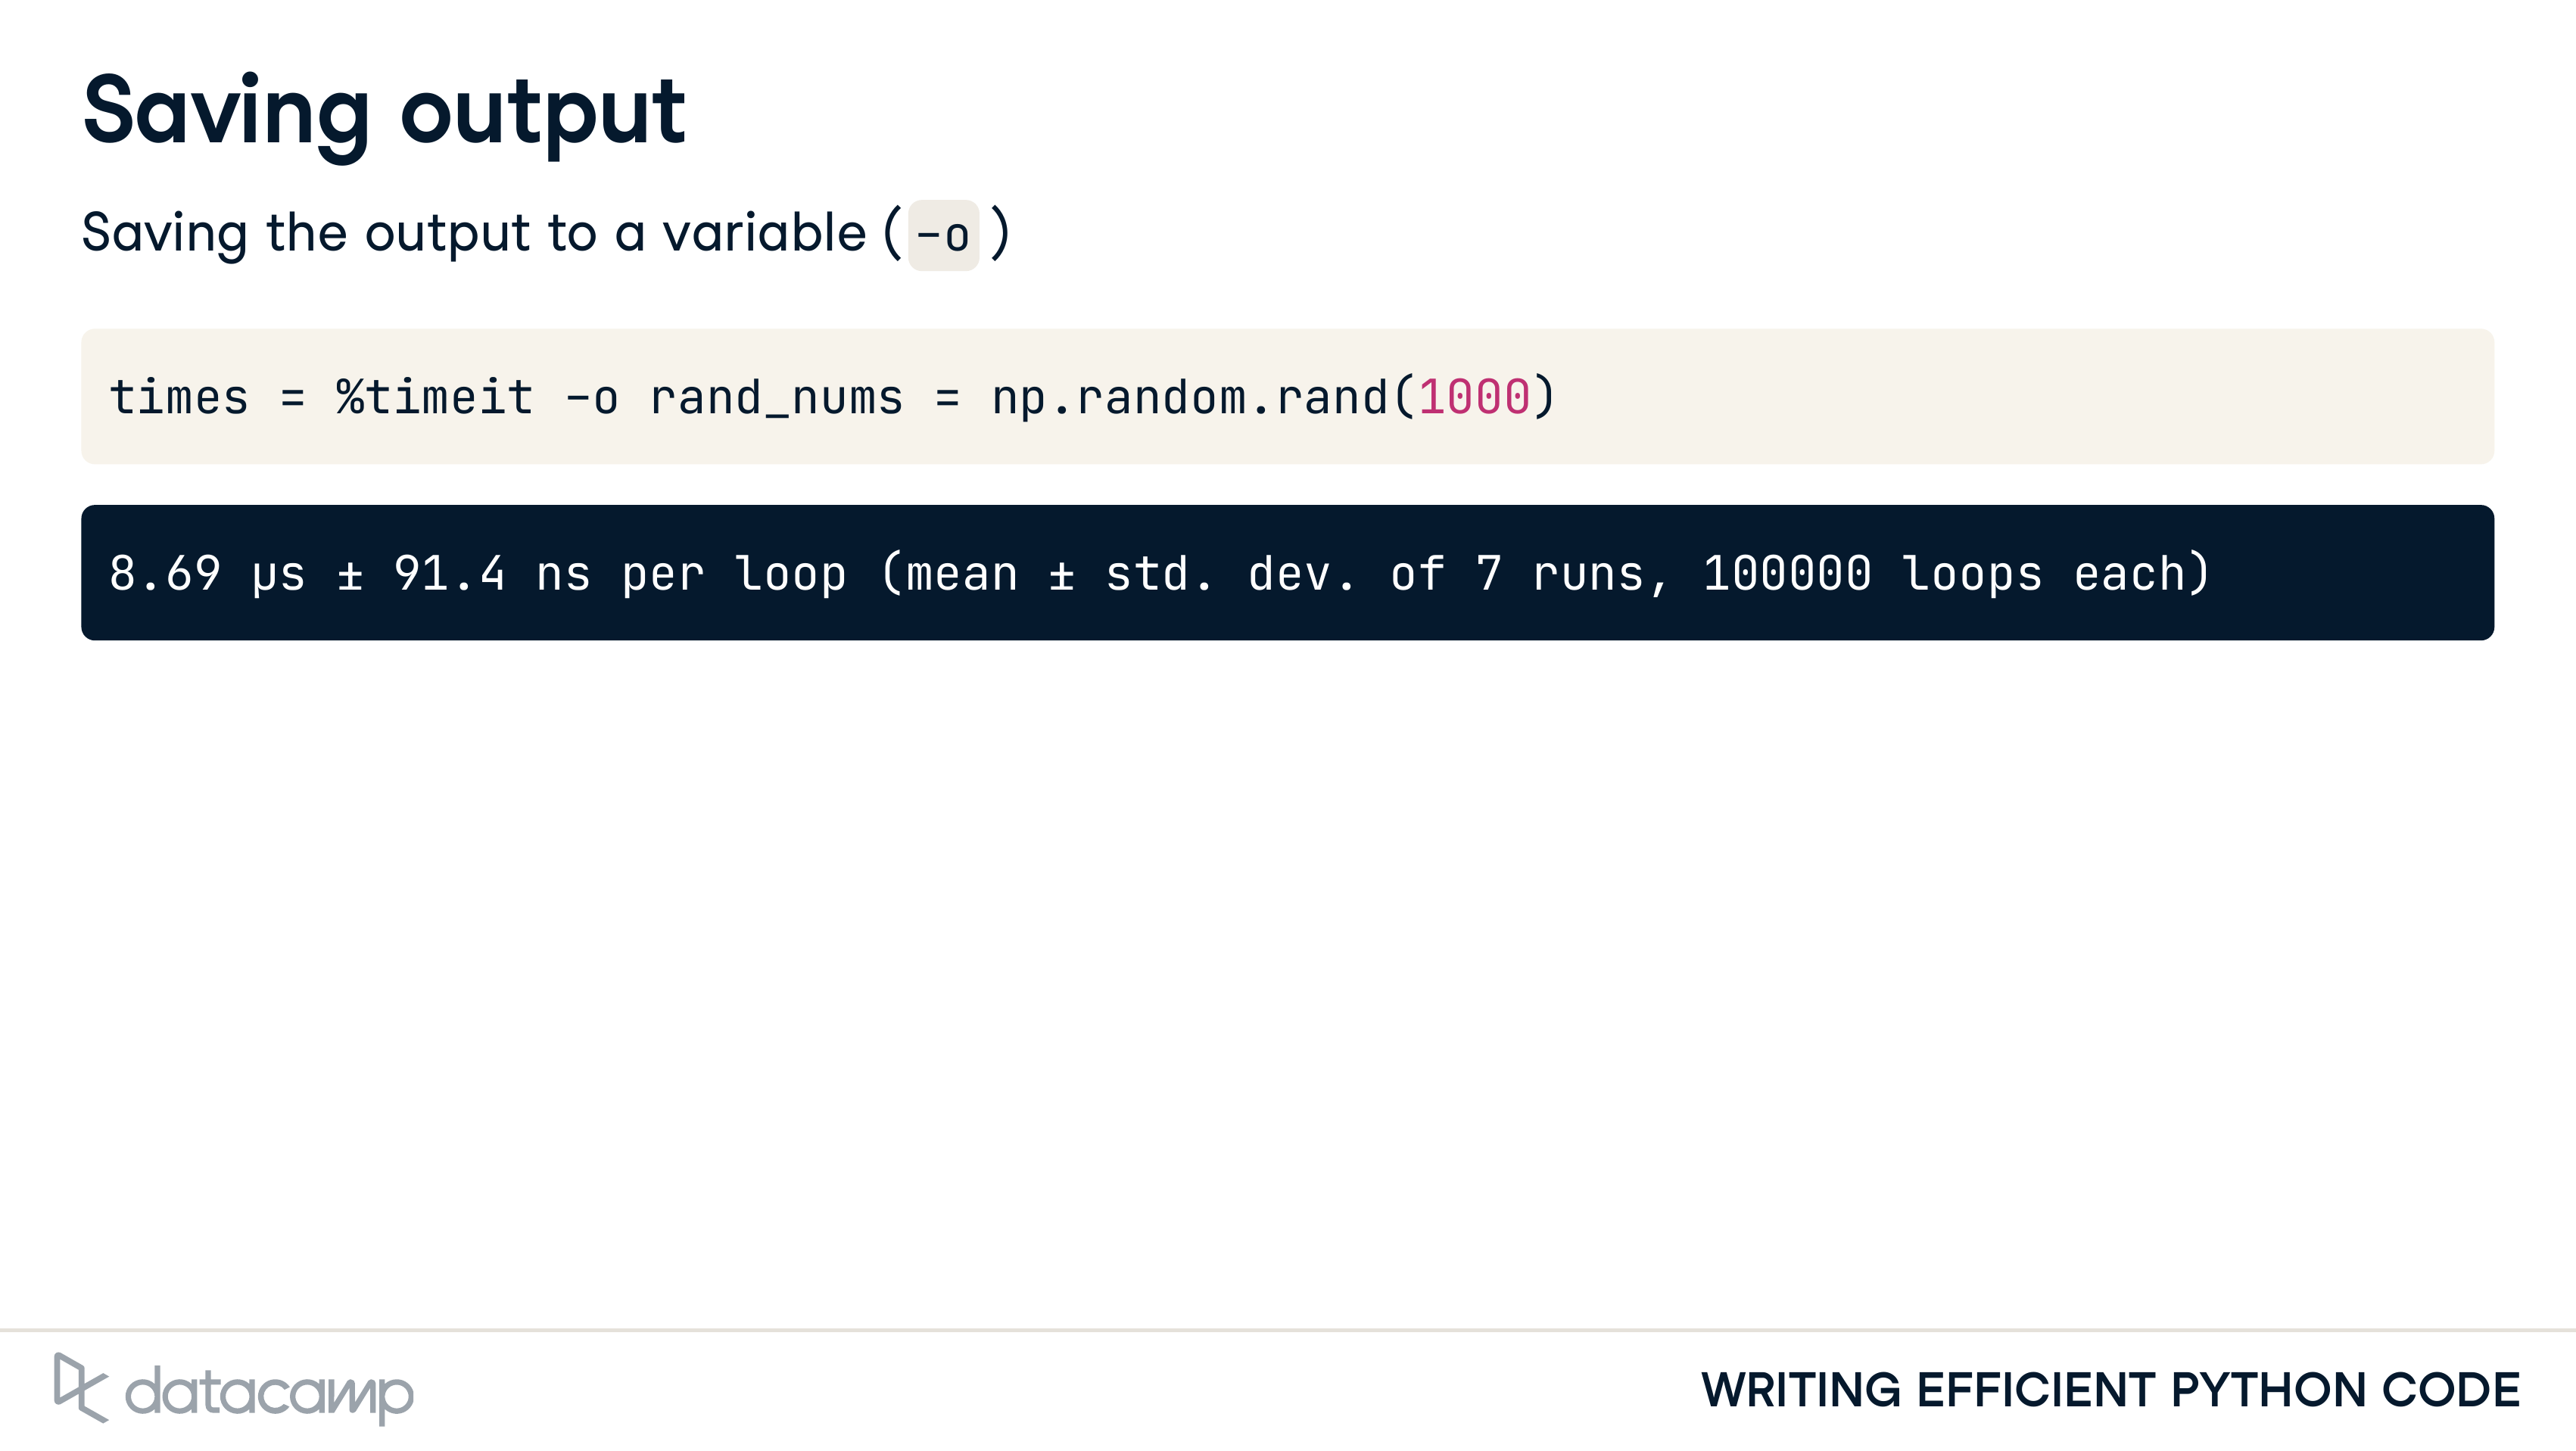 Saving output
Saving the output to a variable (-o)
times = %timeit -o rand_nums = np.random.rand(1000)
8.69 µs ± 91.4 ns per loop (mean ± std. dev. of 7 runs, 100000 loops each)
datacamp
WRITING EFFICIENT PYTHON CODE